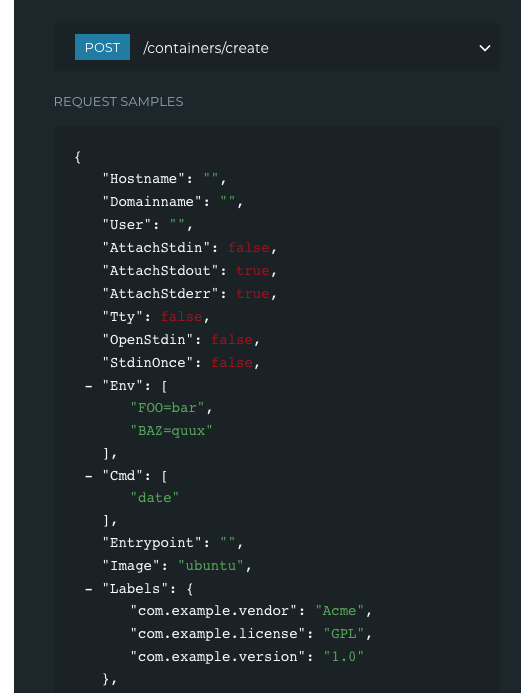 POST /containers/create
REQUEST SAMPLES
{
"Hostname": "",
"Domainname": "",
"User": "",
"AttachStdin": false,
"AttachStdout": true,
"AttachStderr": true,
"Tty": false,
"OpenStdin": false,
"StdinOnce": false,
- "Env": [
"FOO=bar",
"BAZ=quux"
],
- "Cmd": [
"date"
],
"Entrypoint": "",
"Image": "ubuntu",
- "Labels": {
"com.example.vendor": "Acme",
"com.example.license": "GPL",
"com.example.version": "1.0"
},